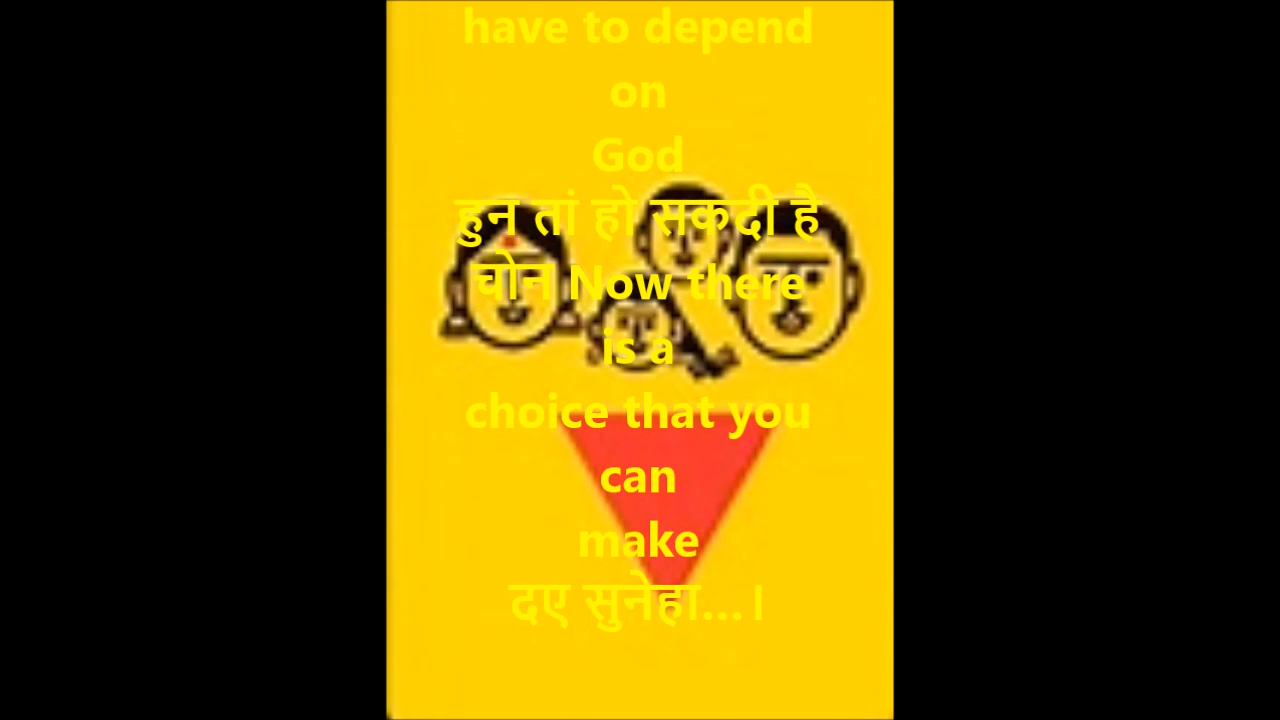 have to depend
on
God
हुन तां हो सकदी है
चोन Now there
is a
choice that you
can
make
दए सुनेहा...।